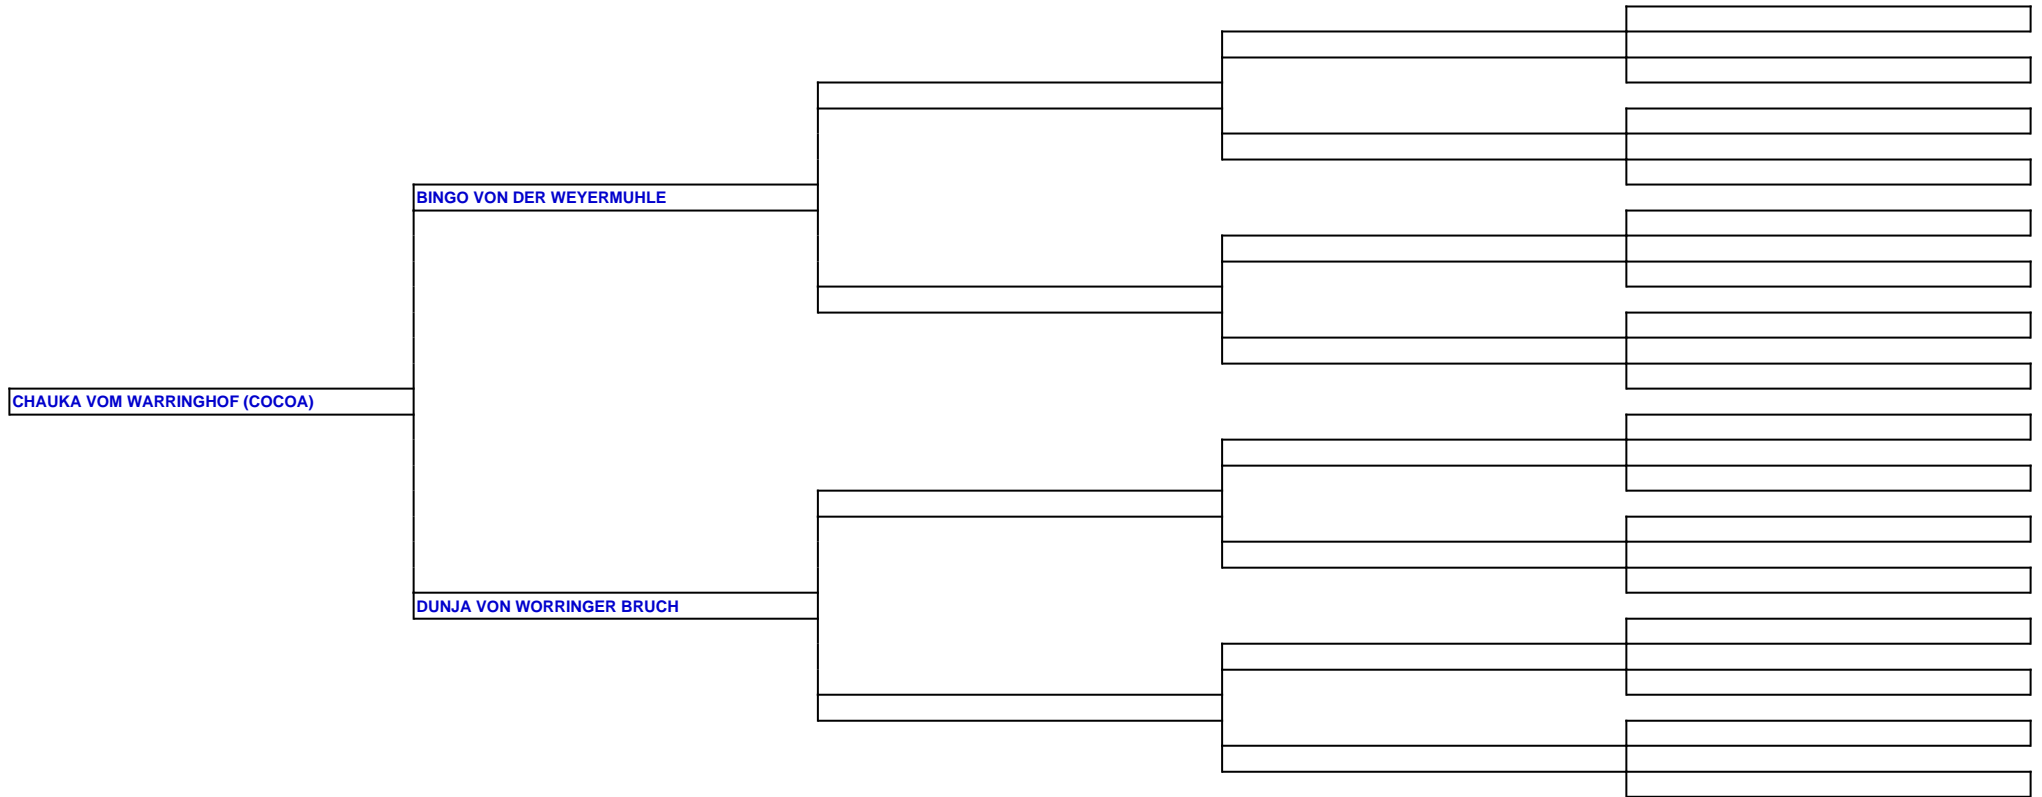 BINGO VON DER WEYERMUHLE
CHAUKA VOM WARRINGHOF (COCOA)
DUNJA VON WORRINGER BRUCH